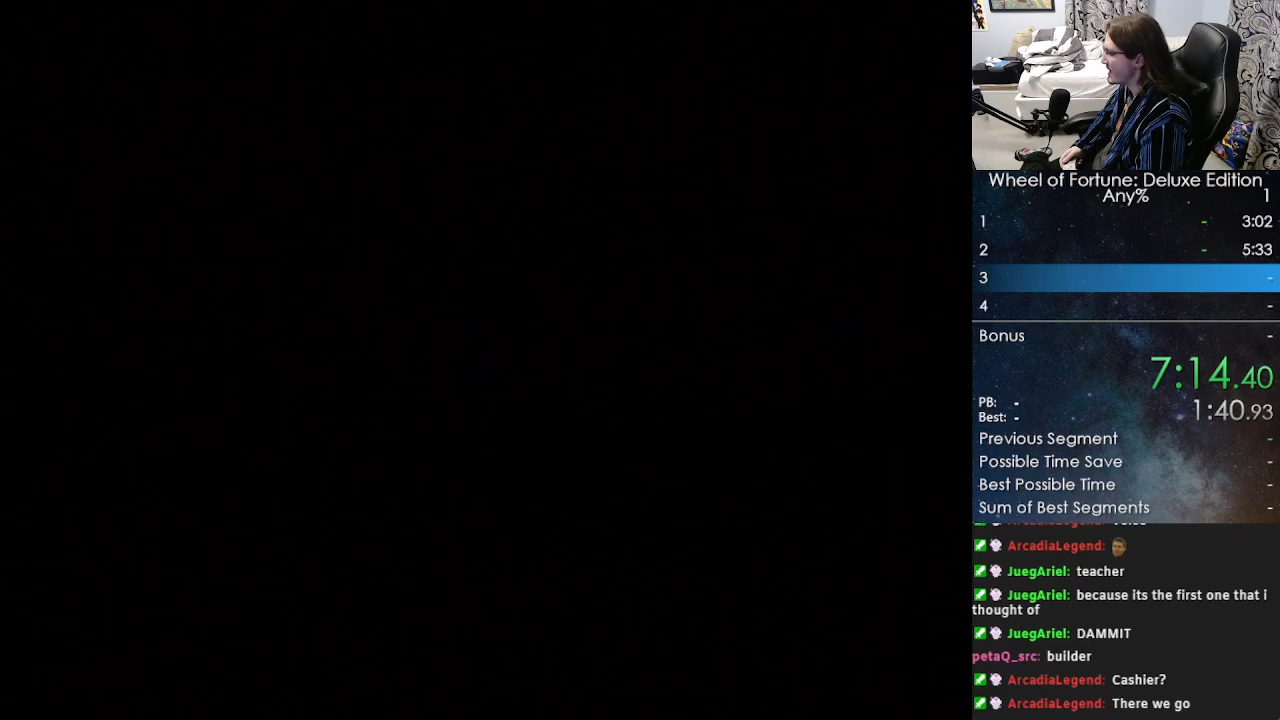 Wheel of Fortune: Deluxe Edition
Any% 1
1 - 3:02
2 - 5:33
3 -
4 -
Bonus -
7:14.40
PB: - 1:40.93
Best: -
Previous Segment -
Possible Time Save -
Best Possible Time -
Sum of Best Segments -
ArcadiaLegend:
JuegAriel: teacher
JuegAriel: because its the first one that i
thought of
JuegAriel: DAMMIT
petaQ_src: builder
ArcadiaLegend: Cashier?
ArcadiaLegend: There we go